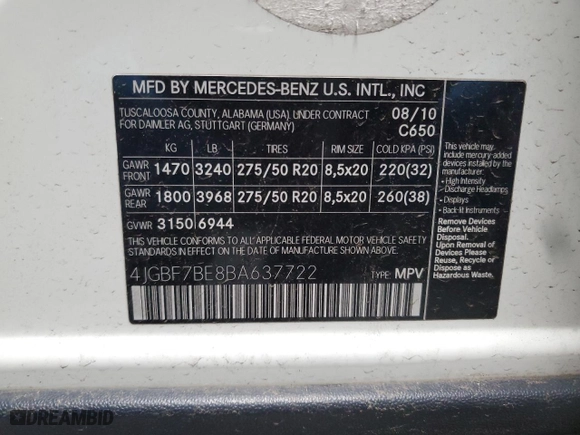 MFD BY MERCEDES-BENZ U.S. INTL., INC
TUSCALOOSA COUNTY, ALABAMA (USA) UNDER CONTRACT
FOR DAIMLER AG, STUTTGART (GERMANY)
08/10
C650
KG LB TIRES RIM SIZE COLD KPA (PSI)
GAWR FRONT 1470 3240 275/50 R20 8,5x20 220(32)
GAWR REAR 1800 3968 275/50 R20 8,5x20 260(38)
GVWR 3150 6944
THIS VEHICLE CONFORMS TO ALL APPLICABLE U.S. FEDERAL MOTOR VEHICLE
SAFETY STANDARDS IN EFFECT ON THE DATE OF MANUFACTURE SHOWN ABOVE.
4JGBF7BE8BA637722
TYPE: MPV
This vehicle may
include mercury-
added devices
installed by the
manufacturer:
• High Intensity
Discharge Headlamps
• Displays
• Back-lit Instruments
Remove Devices
Before Vehicle
Disposal.
Upon Removal of
Devices Please
Reuse, Recycle
or Dispose as
Hazardous Waste.
DREAMBID